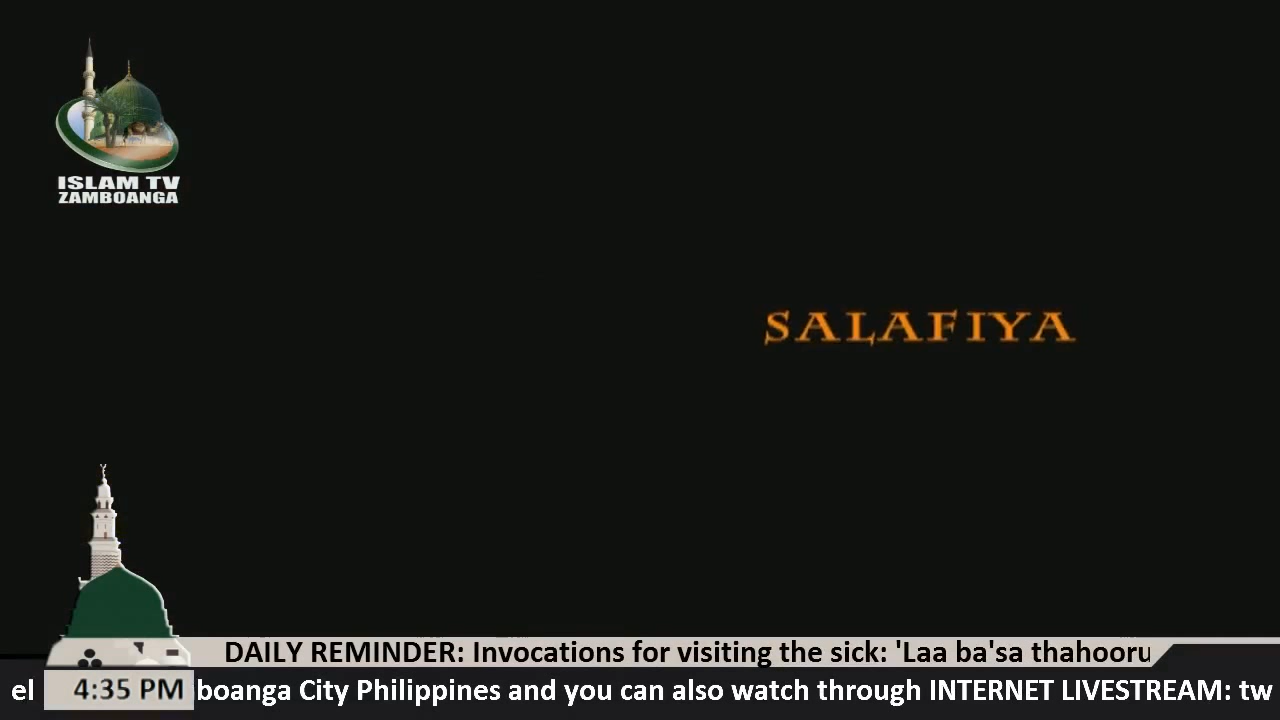 ISLAM TV
ZAMBOANGA
SALAFIYA
DAILY REMINDER: Invocations for visiting the sick: 'Laa ba'sa thahooru
el
4:35 PM
boanga City Philippines and you can also watch through INTERNET LIVESTREAM: tw